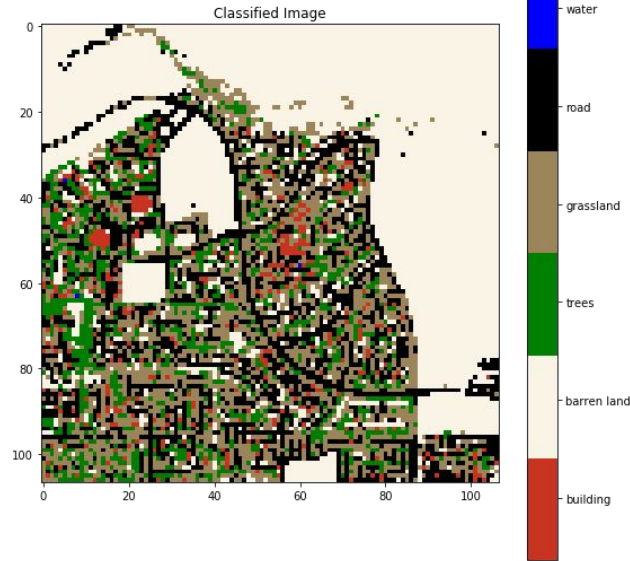 Classified Image
0
20
40
60
80
100
0 20 40 60 80 100
water
road
grassland
trees
barren land
building